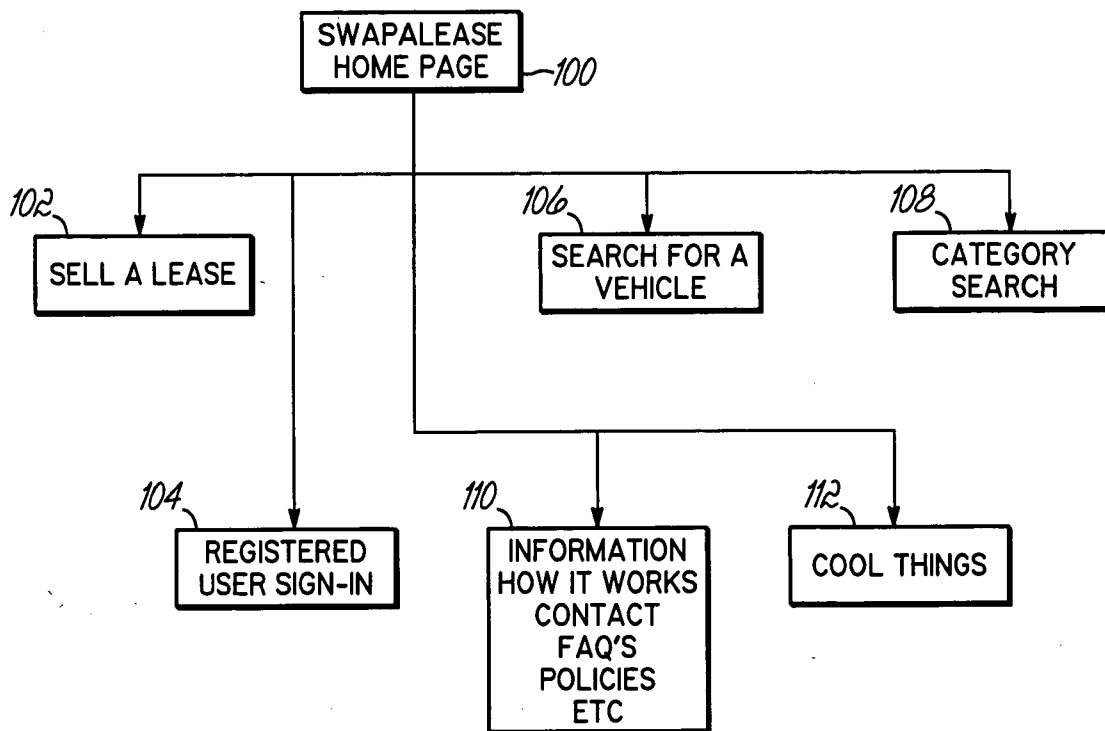 SWAPALEASE
HOME PAGE
100
102
SELL A LEASE
106
SEARCH FOR A
VEHICLE
108
CATEGORY
SEARCH
104
REGISTERED
USER SIGN-IN
110
INFORMATION
HOW IT WORKS
CONTACT
FAQ'S
POLICIES
ETC
112
COOL THINGS